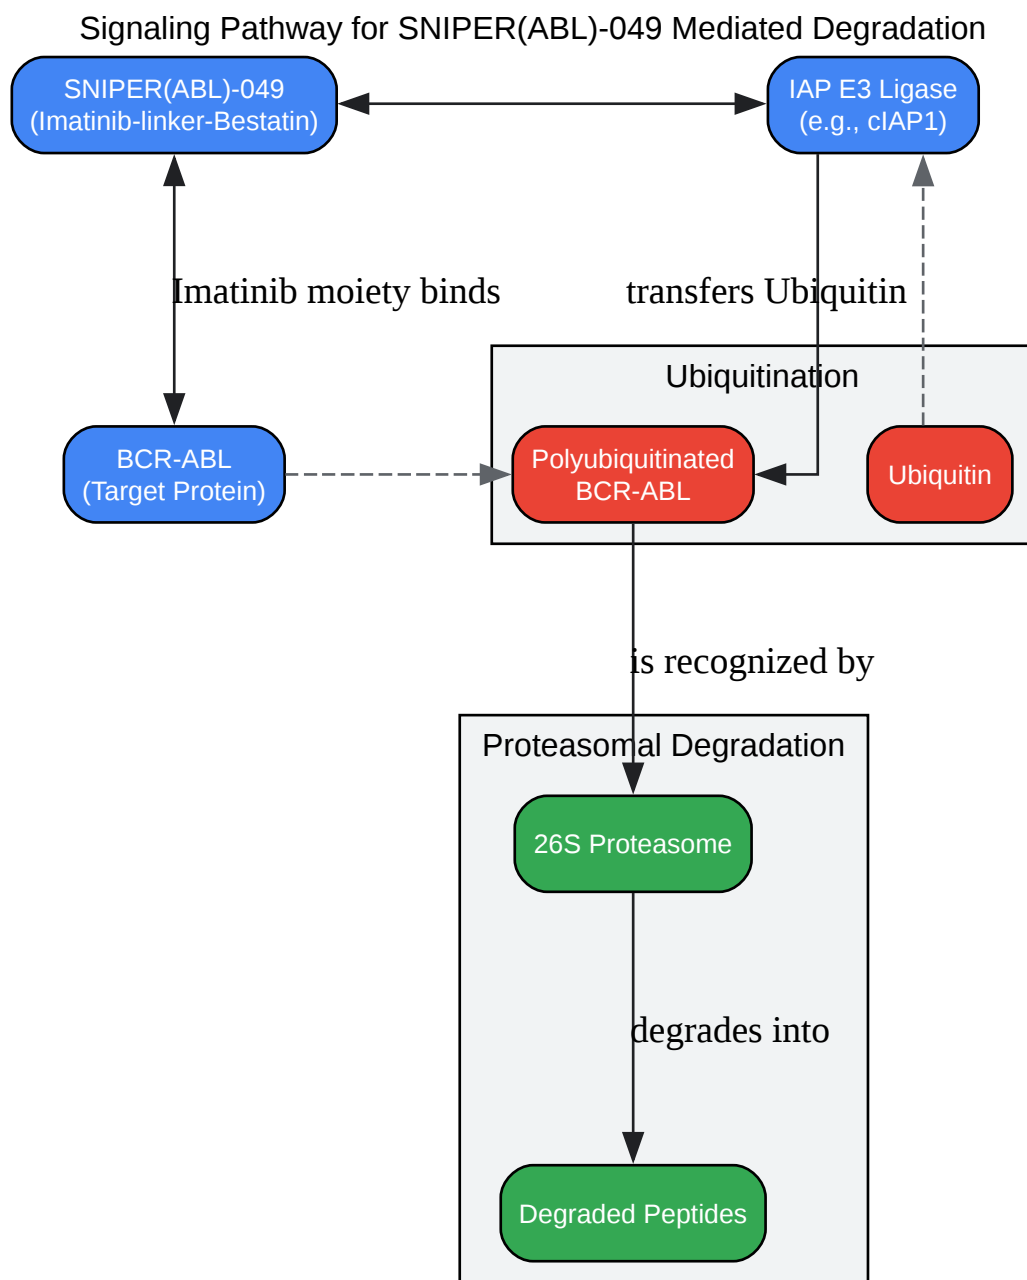 Signaling Pathway for SNIPER(ABL)-049 Mediated Degradation
SNIPER(ABL)-049
(Imatinib-linker-Bestatin)
IAP E3 Ligase
(e.g., cIAP1)
Imatinib moiety binds
transfers Ubiquitin
Ubiquitination
BCR-ABL
(Target Protein)
Polyubiquitinated
BCR-ABL
Ubiquitin
is recognized by
Proteasomal Degradation
26S Proteasome
degrades into
Degraded Peptides